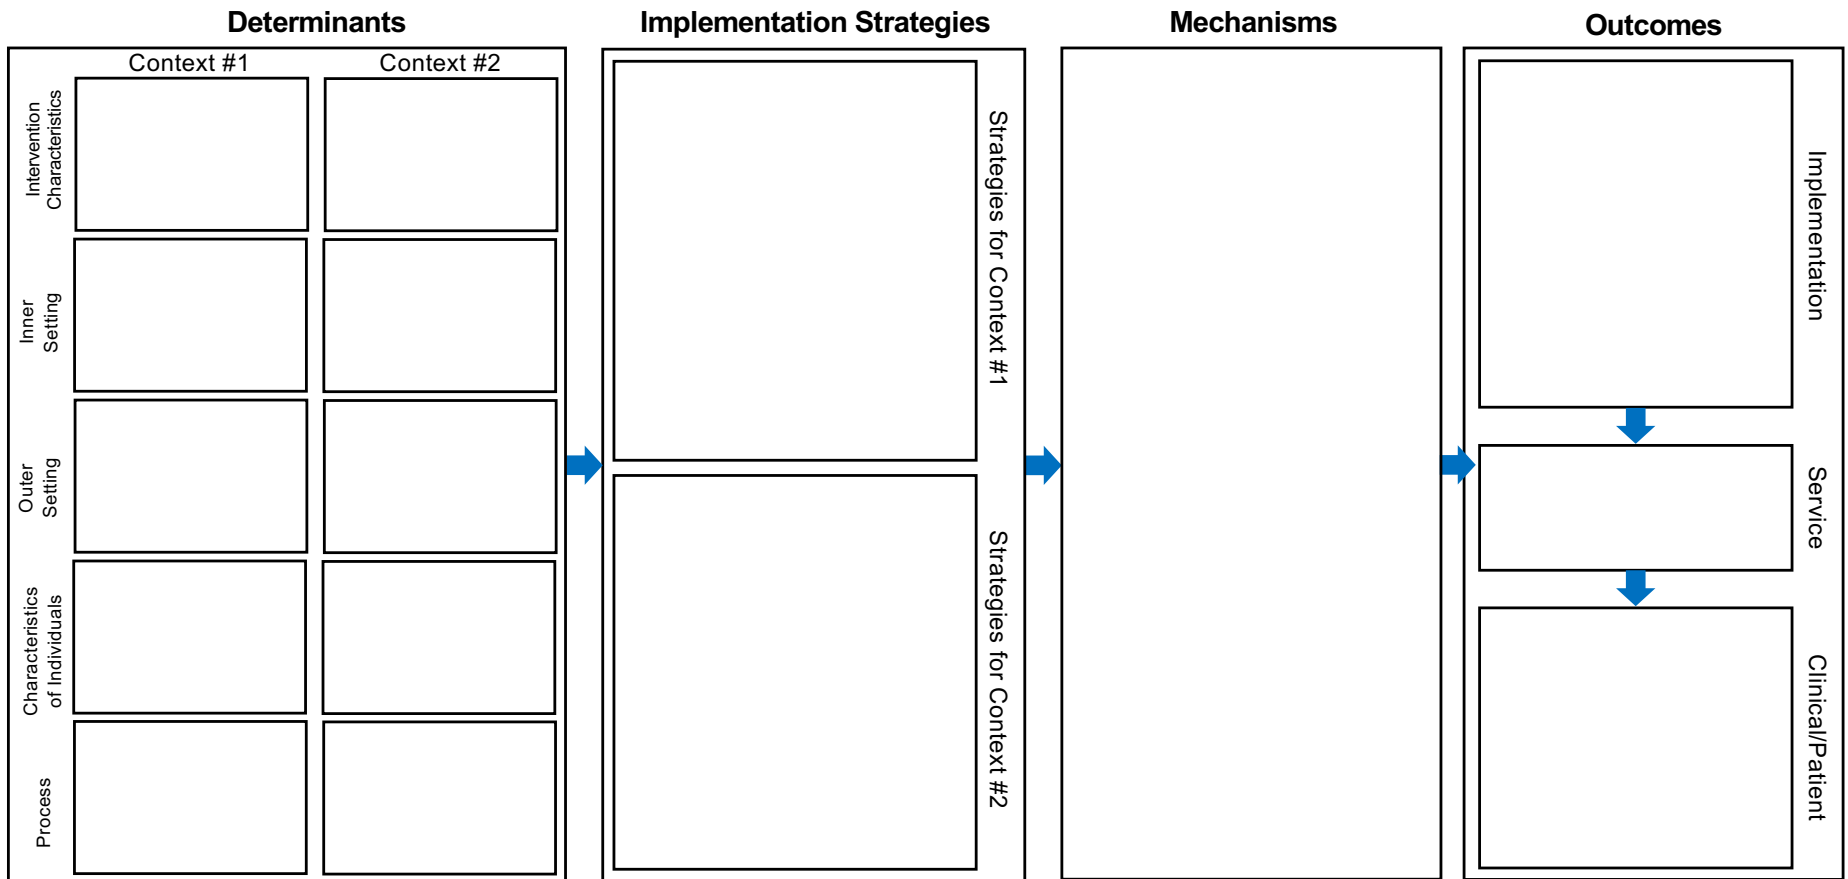 Determinants
Implementation Strategies
Mechanisms
Outcomes
Context #1
Context #2
Intervention
Characteristics
Inner
Setting
Outer
Setting
Characteristics
of Individuals
Process
Strategies for Context #1
Strategies for Context #2
Implementation
Service
Clinical/Patient